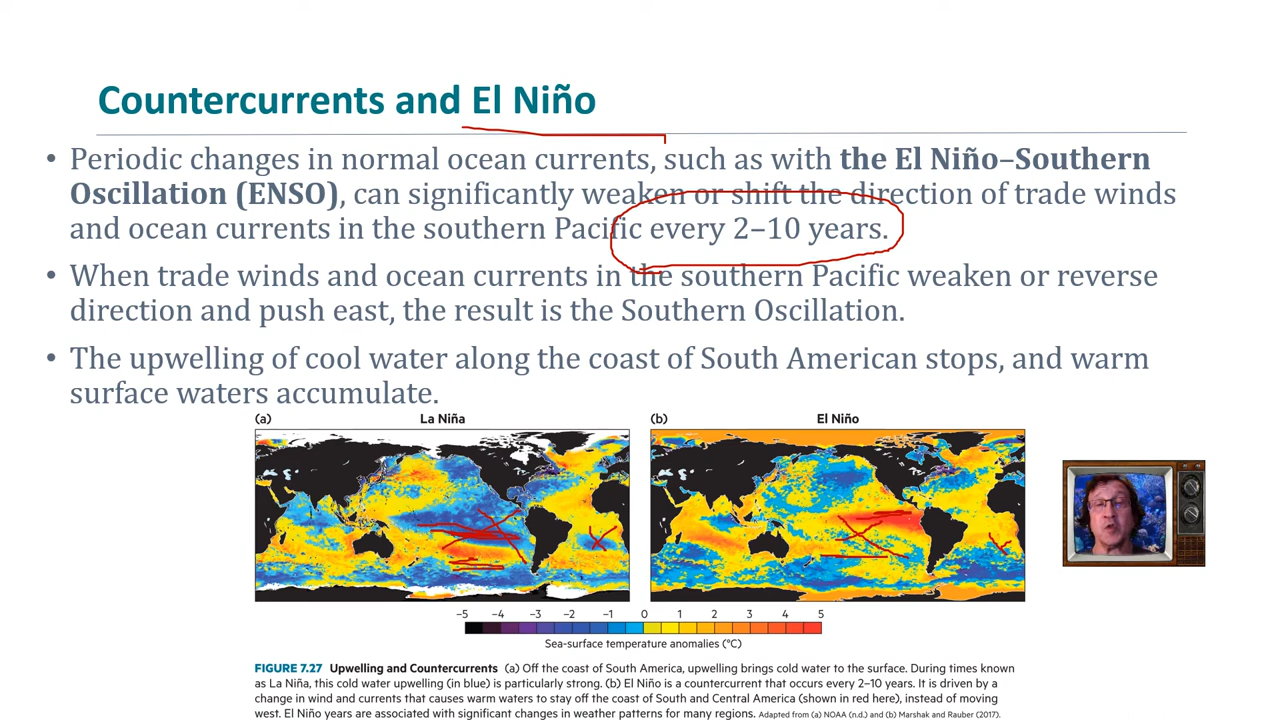 Countercurrents and El Niño
• Periodic changes in normal ocean currents, such as with the El Niño–Southern
Oscillation (ENSO), can significantly weaken or shift the direction of trade winds
and ocean currents in the southern Pacific every 2–10 years.
• When trade winds and ocean currents in the southern Pacific weaken or reverse
direction and push east, the result is the Southern Oscillation.
• The upwelling of cool water along the coast of South American stops, and warm
surface waters accumulate.
(a) La Niña
(b) El Niño
–5 –4 –3 –2 –1 0 1 2 3 4 5
Sea-surface temperature anomalies (°C)
FIGURE 7.27 Upwelling and Countercurrents (a) Off the coast of South America, upwelling brings cold water to the surface. During times known
as La Niña, this cold water upwelling (in blue) is particularly strong. (b) El Niño is a countercurrent that occurs every 2–10 years. It is driven by a
change in wind and currents that causes warm waters to stay off the coast of South and Central America (shown in red here), instead of moving
west. El Niño years are associated with significant changes in weather patterns for many regions. Adapted from (a) NOAA (n.d.) and (b) Marshak and Rauber (2017).